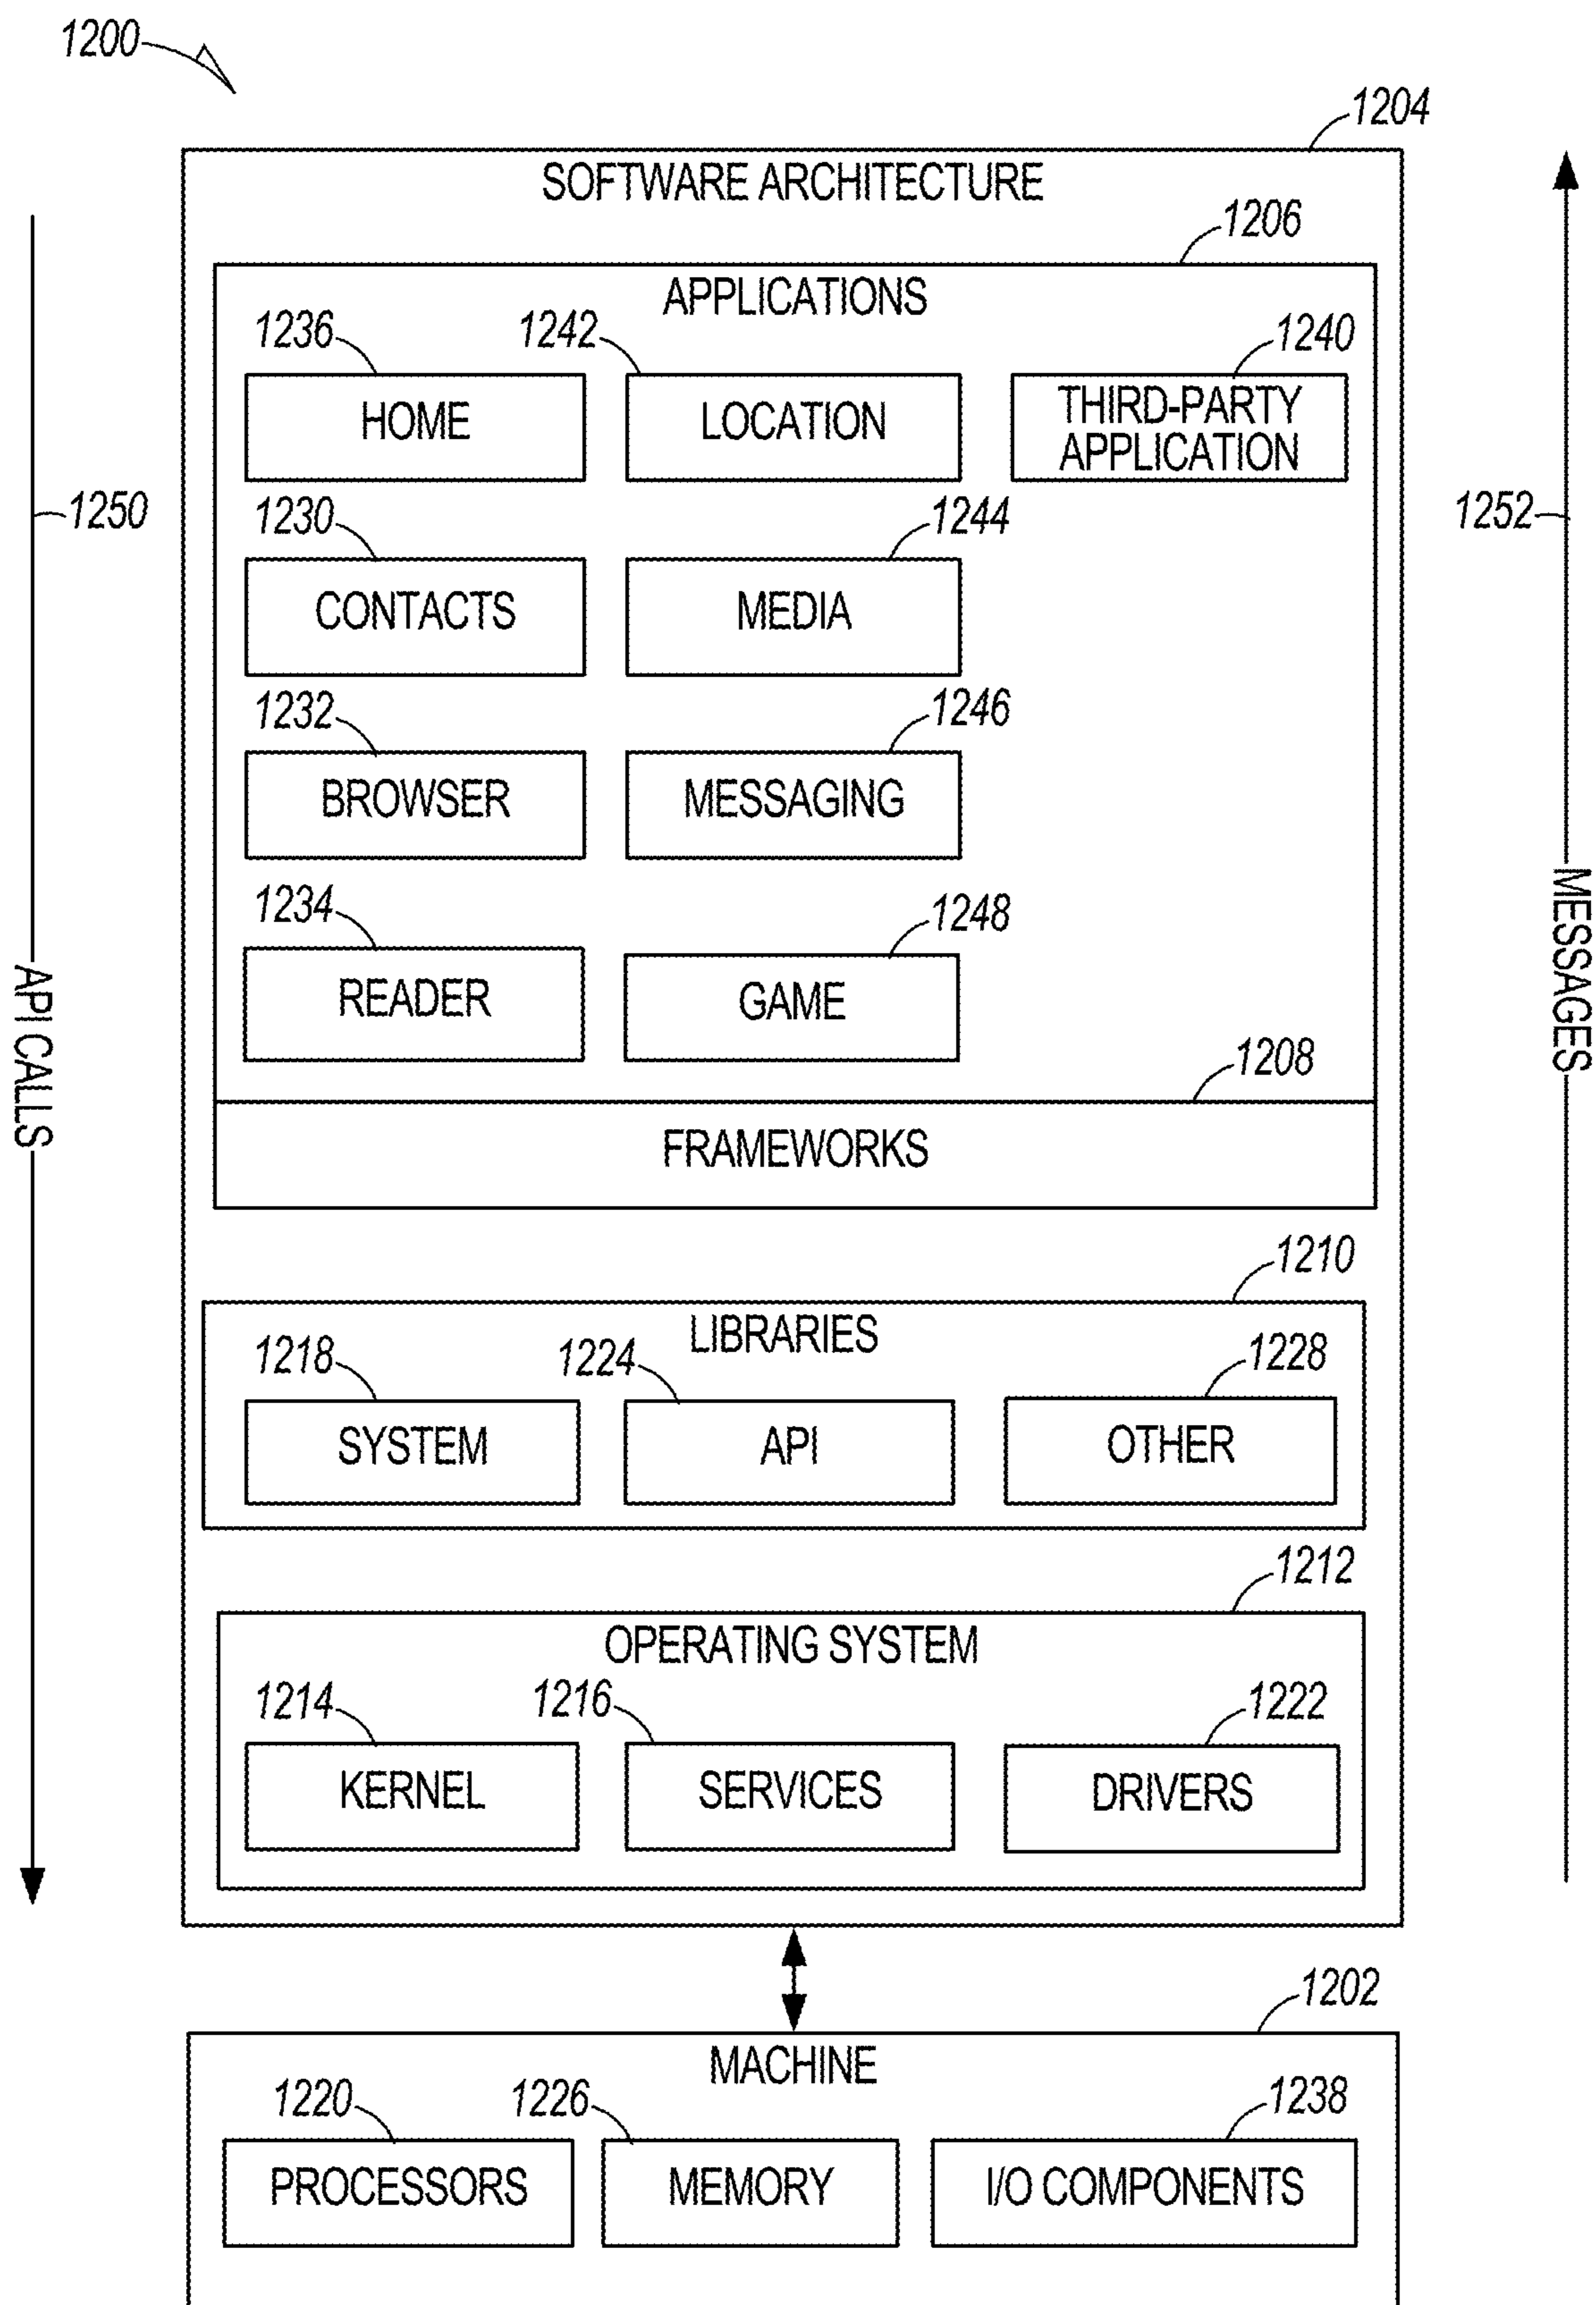 1200
1204
SOFTWARE ARCHITECTURE
1206
APPLICATIONS
1236
1242
1240
HOME
LOCATION
THIRD-PARTY
APPLICATION
1250
1252
1230
1244
CONTACTS
MEDIA
1232
1246
BROWSER
MESSAGING
1234
1248
READER
GAME
API CALLS
MESSAGES
1208
FRAMEWORKS
1210
LIBRARIES
1218
1224
1228
SYSTEM
API
OTHER
1212
OPERATING SYSTEM
1214
1216
1222
KERNEL
SERVICES
DRIVERS
1202
MACHINE
1220
1226
1238
PROCESSORS
MEMORY
I/O COMPONENTS